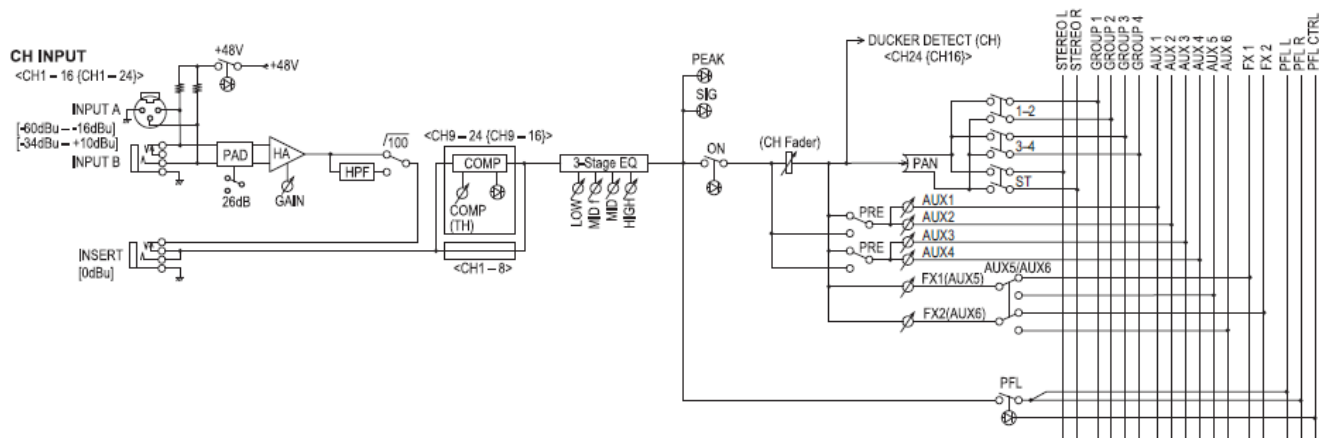 CH INPUT
<CH1 – 16 {CH1 – 24}>
+48V
+48V
INPUT A
[-60dBu – -16dBu]
[-34dBu – +10dBu]
INPUT B
PAD
26dB
HA
GAIN
√100
HPF
INSERT
[0dBu]
<CH9 – 24 {CH9 – 16}>
COMP
COMP
(TH)
<CH1 – 8>
3-Stage EQ
LOW
MID f
MID
HIGH
PEAK
SIG
ON
(CH Fader)
DUCKER DETECT (CH)
<CH24 {CH16}>
PAN
1–2
3–4
ST
PRE
AUX1
AUX2
PRE
AUX3
AUX4
AUX5/AUX6
FX1(AUX5)
FX2(AUX6)
PFL
STEREO L
STEREO R
GROUP 1
GROUP 2
GROUP 3
GROUP 4
AUX 1
AUX 2
AUX 3
AUX 4
AUX 5
AUX 6
FX 1
FX 2
PFL L
PFL R
PFL CTRL